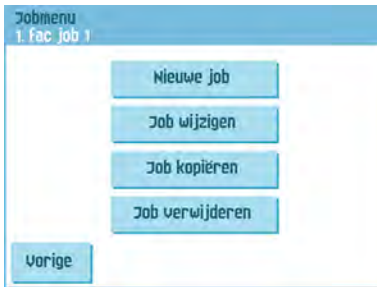 Jobmenu
1. Fac job 1
Nieuwe job
Job wijzigen
Job kopiëren
Job verwijderen
Vorige